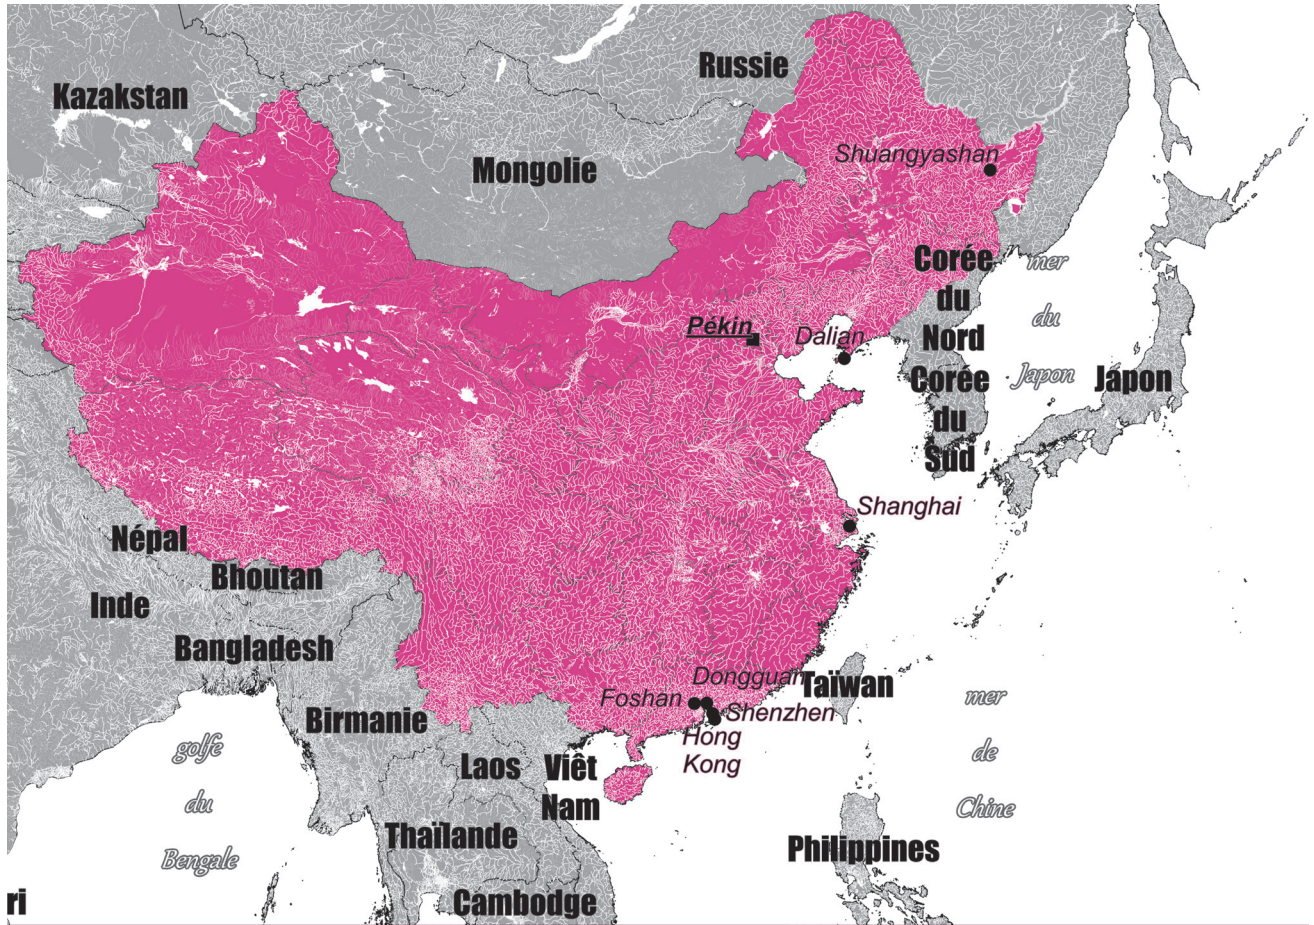 Russie
Kazakstan
Mongolie
Shuangyashan
Corée
du
Nord
mer
du
Japon
Pékin
Dalian
Corée
du
Sud
Japon
Shanghai
Népal
Bhoutan
Inde
Bangladesh
Birmanie
Dongguan
Foshan
Shenzhen
Hong
Kong
Taïwan
mer
de
Chine
golfe
du
Bengale
Laos
Viêt
Nam
Thaïlande
Philippines
Cambodge
ri